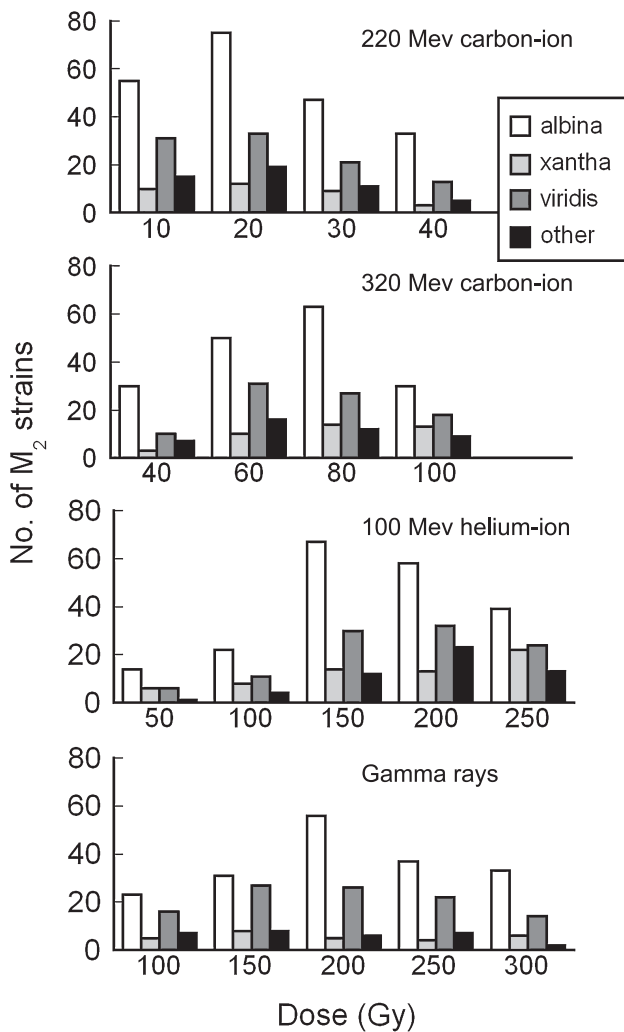 220 Mev carbon-ion
80
60
40
20
0
10 20 30 40
albina
xantha
viridis
other
320 Mev carbon-ion
80
60
40
20
0
40 60 80 100
No. of M₂ strains
100 Mev helium-ion
80
60
40
20
0
50 100 150 200 250
Gamma rays
80
60
40
20
0
100 150 200 250 300
Dose (Gy)